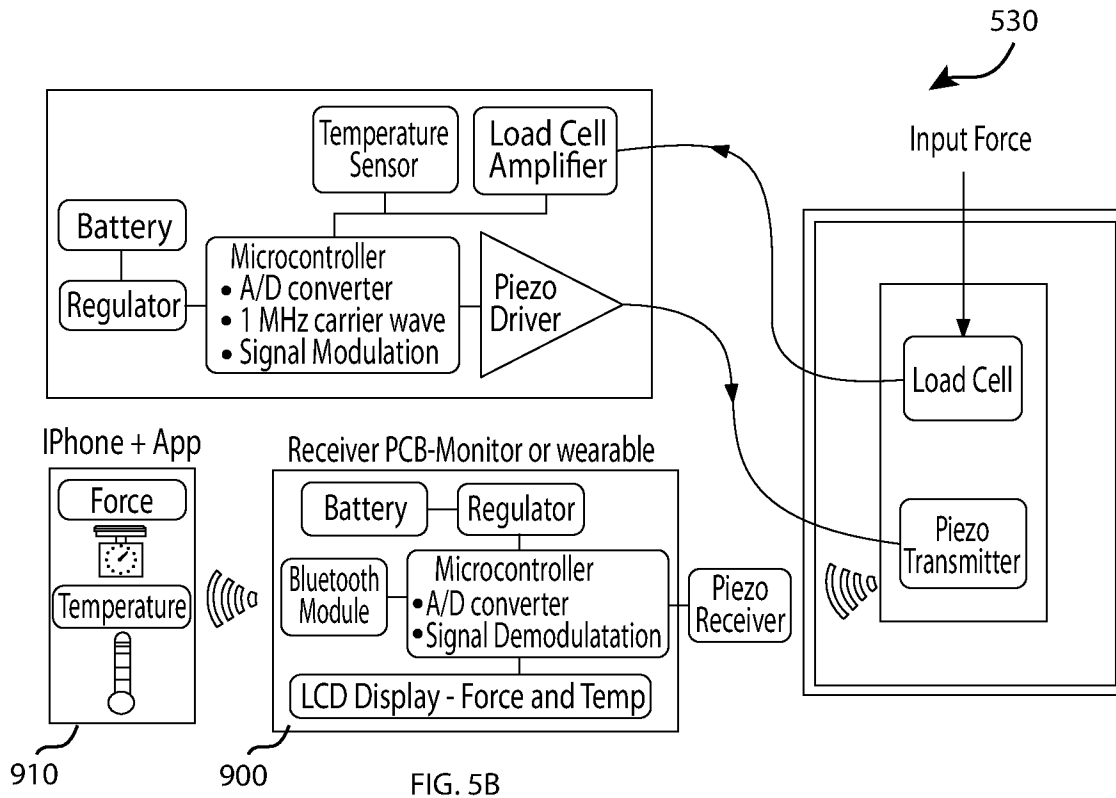 530
Input Force
Temperature
Sensor
Load Cell
Amplifier
Battery
Regulator
Microcontroller
• A/D converter
• 1 MHz carrier wave
• Signal Modulation
Piezo
Driver
Load Cell
Piezo
Transmitter
IPhone + App
Force
Temperature
910
Receiver PCB-Monitor or wearable
Battery
Regulator
Bluetooth
Module
Microcontroller
• A/D converter
• Signal Demodulatation
Piezo
Receiver
LCD Display - Force and Temp
900
FIG. 5B